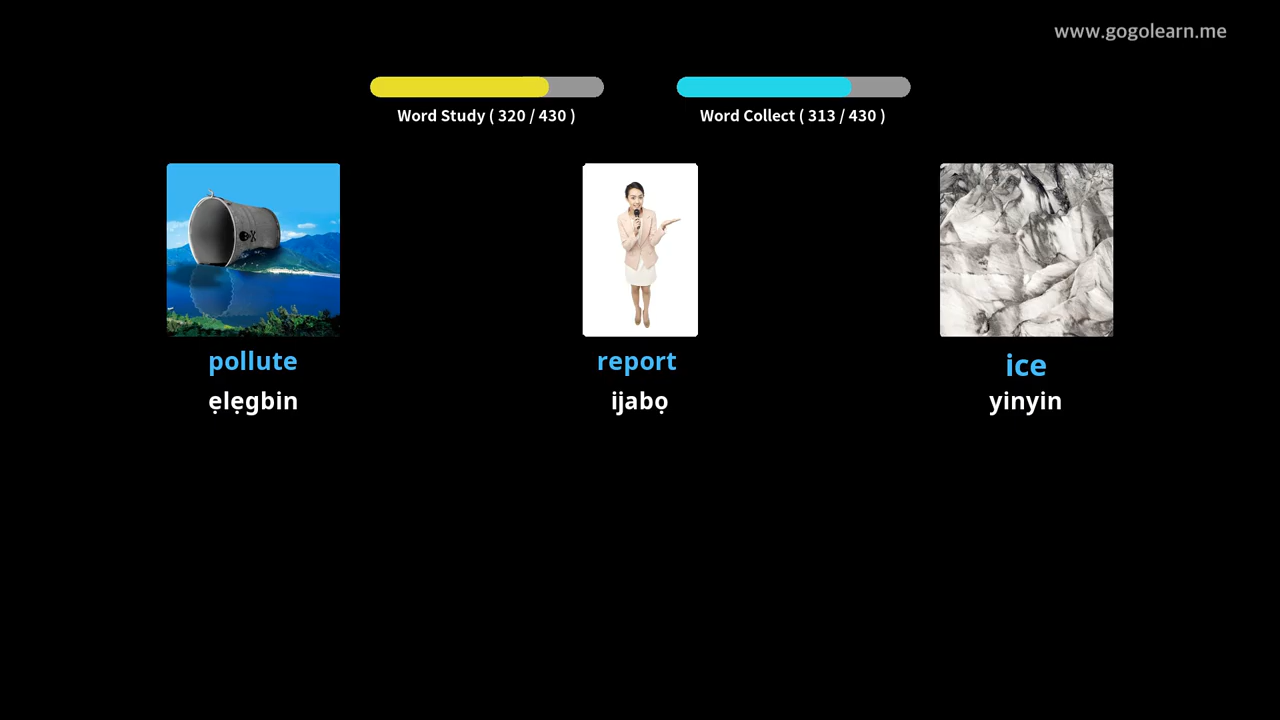 www.gogolearn.me
Word Study ( 320 / 430 )
Word Collect ( 313 / 430 )
pollute
ẹlẹgbin
report
ijabọ
ice
yinyin